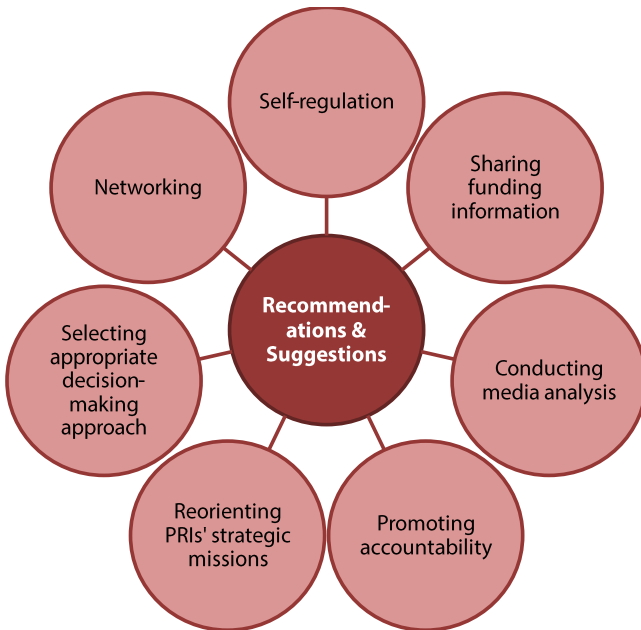 Self-regulation
Sharing
funding
information
Conducting
media analysis
Promoting
accountability
Reorienting
PRIs' strategic
missions
Selecting
appropriate
decision-
making
approach
Networking
Recommend-
ations &
Suggestions